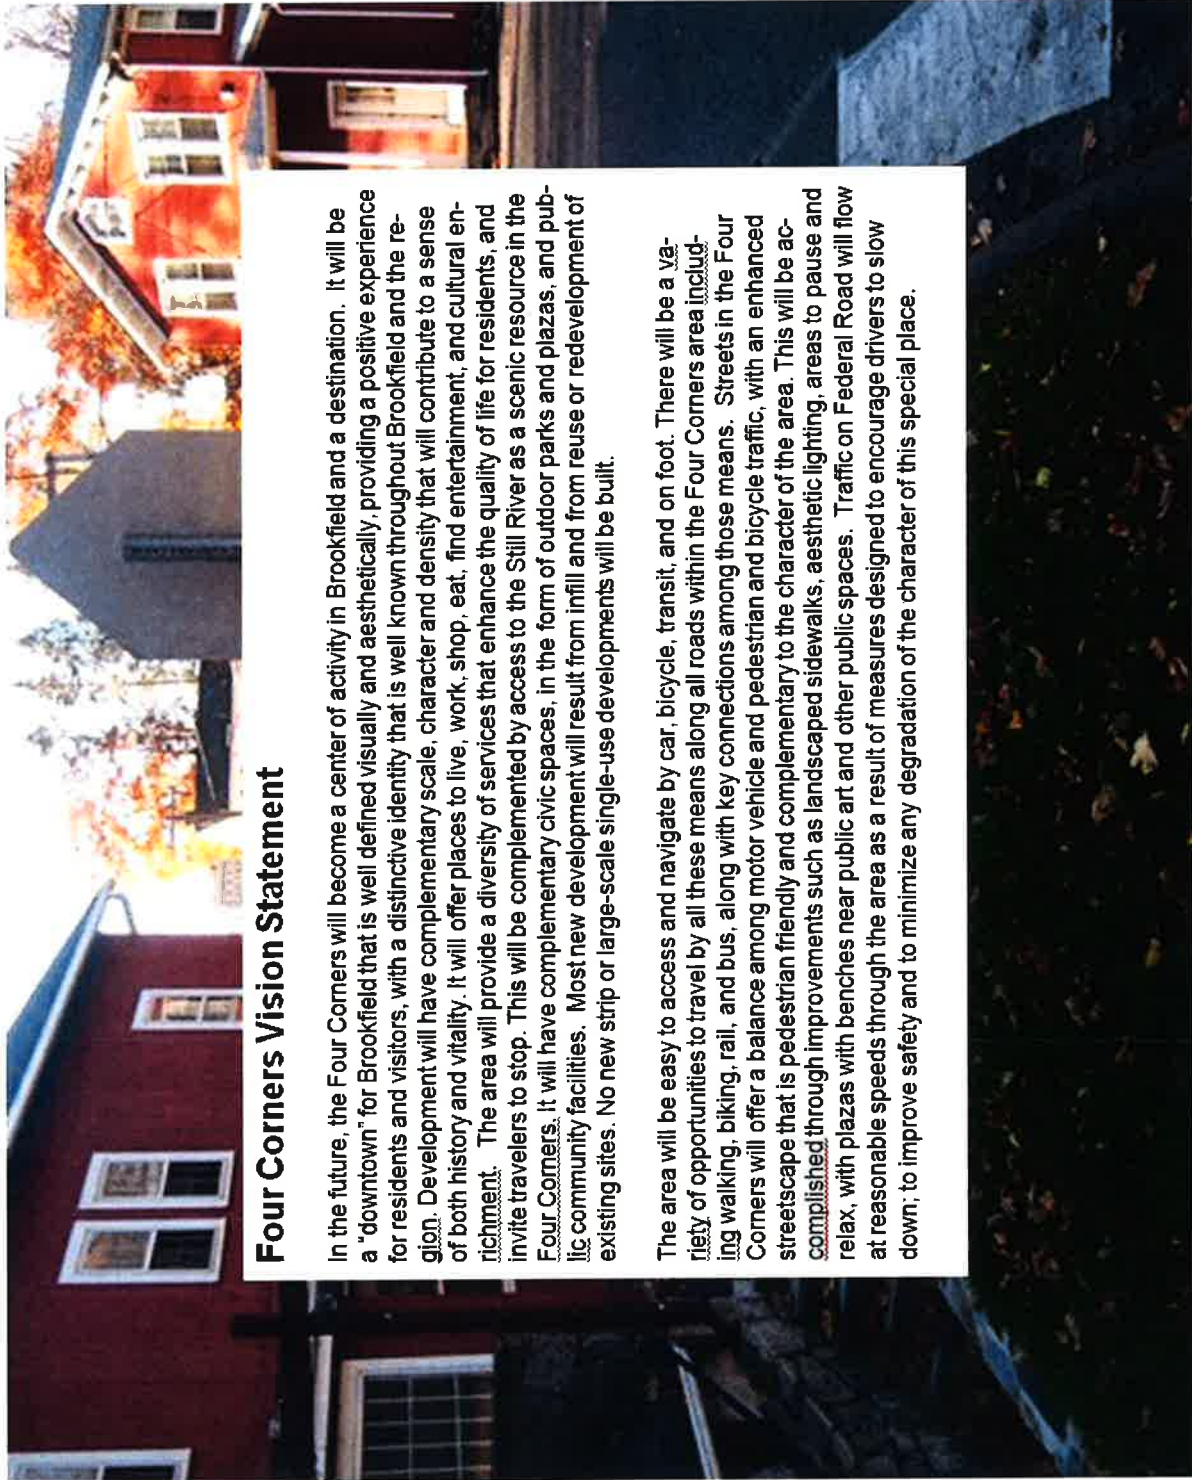 Four Corners Vision Statement
In the future, the Four Corners will become a center of activity in Brookfield and a destination. It will be
a "downtown" for Brookfield that is well defined visually and aesthetically, providing a positive experience
for residents and visitors, with a distinctive identity that is well known throughout Brookfield and the re-
gion. Development will have complementary scale, character and density that will contribute to a sense
of both history and vitality. It will offer places to live, work, shop, eat, find entertainment, and cultural en-
richment. The area will provide a diversity of services that enhance the quality of life for residents, and
invite travelers to stop. This will be complemented by access to the Still River as a scenic resource in the
Four Corners. It will have complementary civic spaces, in the form of outdoor parks and plazas, and pub-
lic community facilities. Most new development will result from infill and from reuse or redevelopment of
existing sites. No new strip or large-scale single-use developments will be built.
The area will be easy to access and navigate by car, bicycle, transit, and on foot. There will be a va-
riety of opportunities to travel by all these means along all roads within the Four Corners area includ-
ing walking, biking, rail, and bus, along with key connections among those means. Streets in the Four
Corners will offer a balance among motor vehicle and pedestrian and bicycle traffic, with an enhanced
streetscape that is pedestrian friendly and complementary to the character of the area. This will be ac-
complished through improvements such as landscaped sidewalks, aesthetic lighting, areas to pause and
relax, with plazas with benches near public art and other public spaces. Traffic on Federal Road will flow
at reasonable speeds through the area as a result of measures designed to encourage drivers to slow
down; to improve safety and to minimize any degradation of the character of this special place.